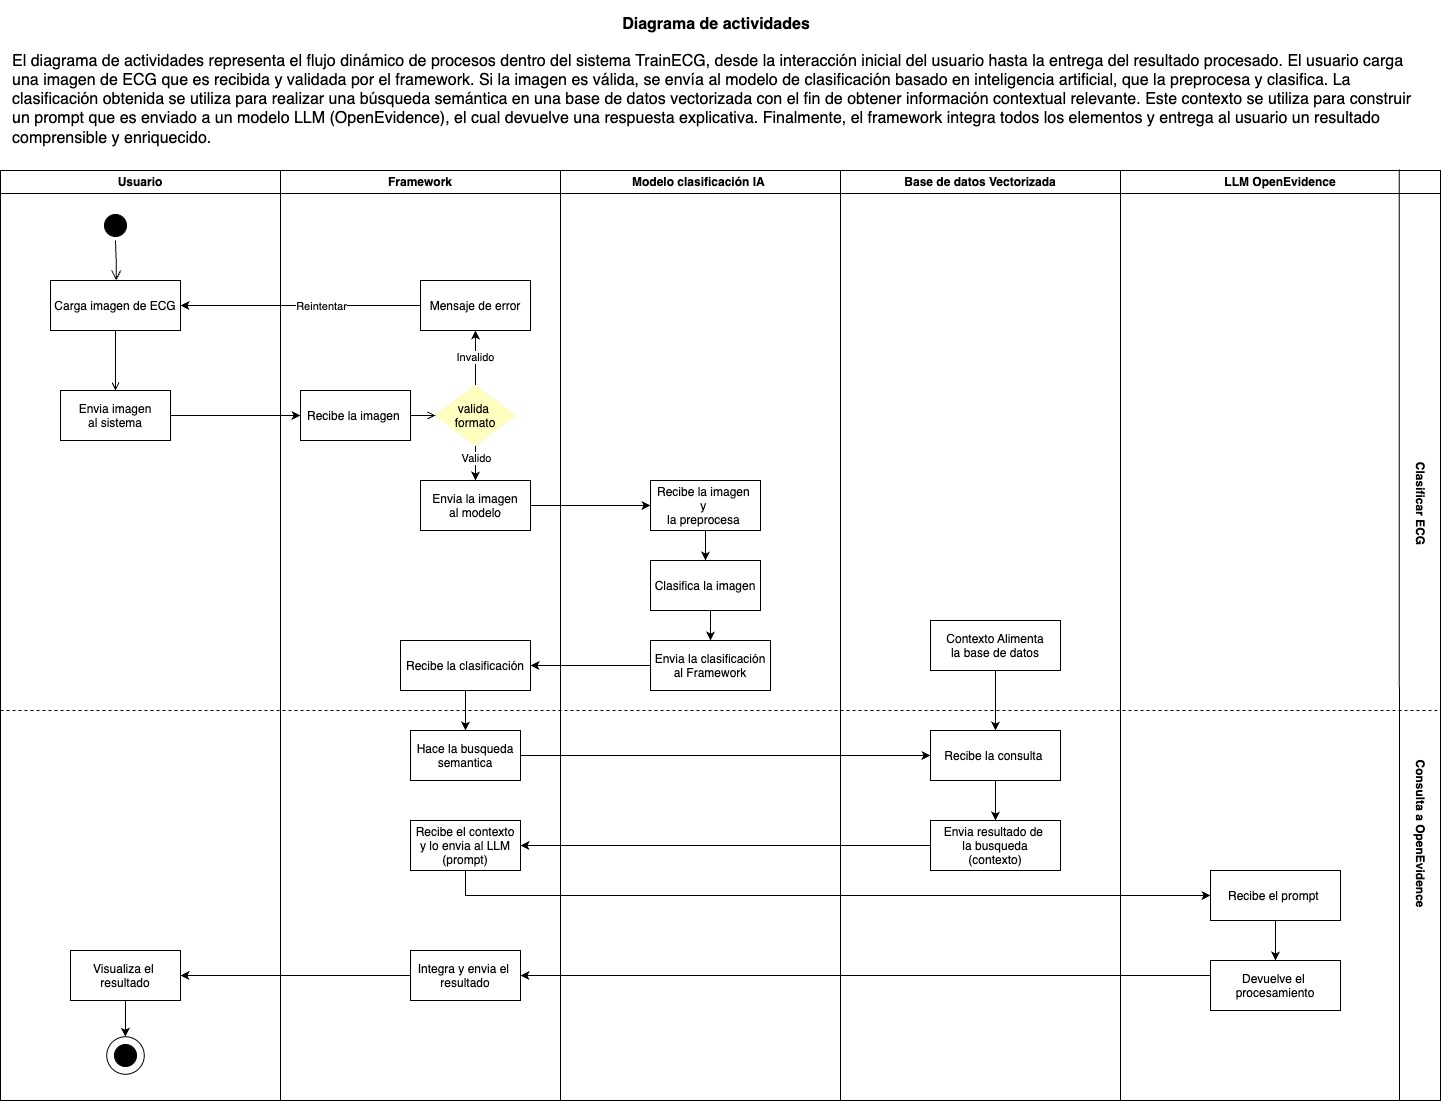 Diagrama de actividades
El diagrama de actividades representa el flujo dinámico de procesos dentro del sistema TrainECG, desde la interacción inicial del usuario hasta la entrega del resultado procesado. El usuario carga
una imagen de ECG que es recibida y validada por el framework. Si la imagen es válida, se envía al modelo de clasificación basado en inteligencia artificial, que la preprocesa y clasifica. La
clasificación obtenida se utiliza para realizar una búsqueda semántica en una base de datos vectorizada con el fin de obtener información contextual relevante. Este contexto se utiliza para construir
un prompt que es enviado a un modelo LLM (OpenEvidence), el cual devuelve una respuesta explicativa. Finalmente, el framework integra todos los elementos y entrega al usuario un resultado
comprensible y enriquecido.
Usuario
Framework
Modelo clasificación IA
Base de datos Vectorizada
LLM OpenEvidence
Carga imagen de ECG
Reintentar
Mensaje de error
Invalido
Envia imagen
al sistema
Recibe la imagen
valida
formato
Valido
Envia la imagen
al modelo
Recibe la imagen
y
la preprocesa
Clasificar ECG
Clasifica la imagen
Contexto Alimenta
la base de datos
Recibe la clasificación
Envia la clasificación
al Framework
Hace la busqueda
semantica
Recibe la consulta
Consulta a OpenEvidence
Recibe el contexto
y lo envia al LLM
(prompt)
Envia resultado de
la busqueda
(contexto)
Recibe el prompt
Visualiza el
resultado
Integra y envia el
resultado
Devuelve el
procesamiento